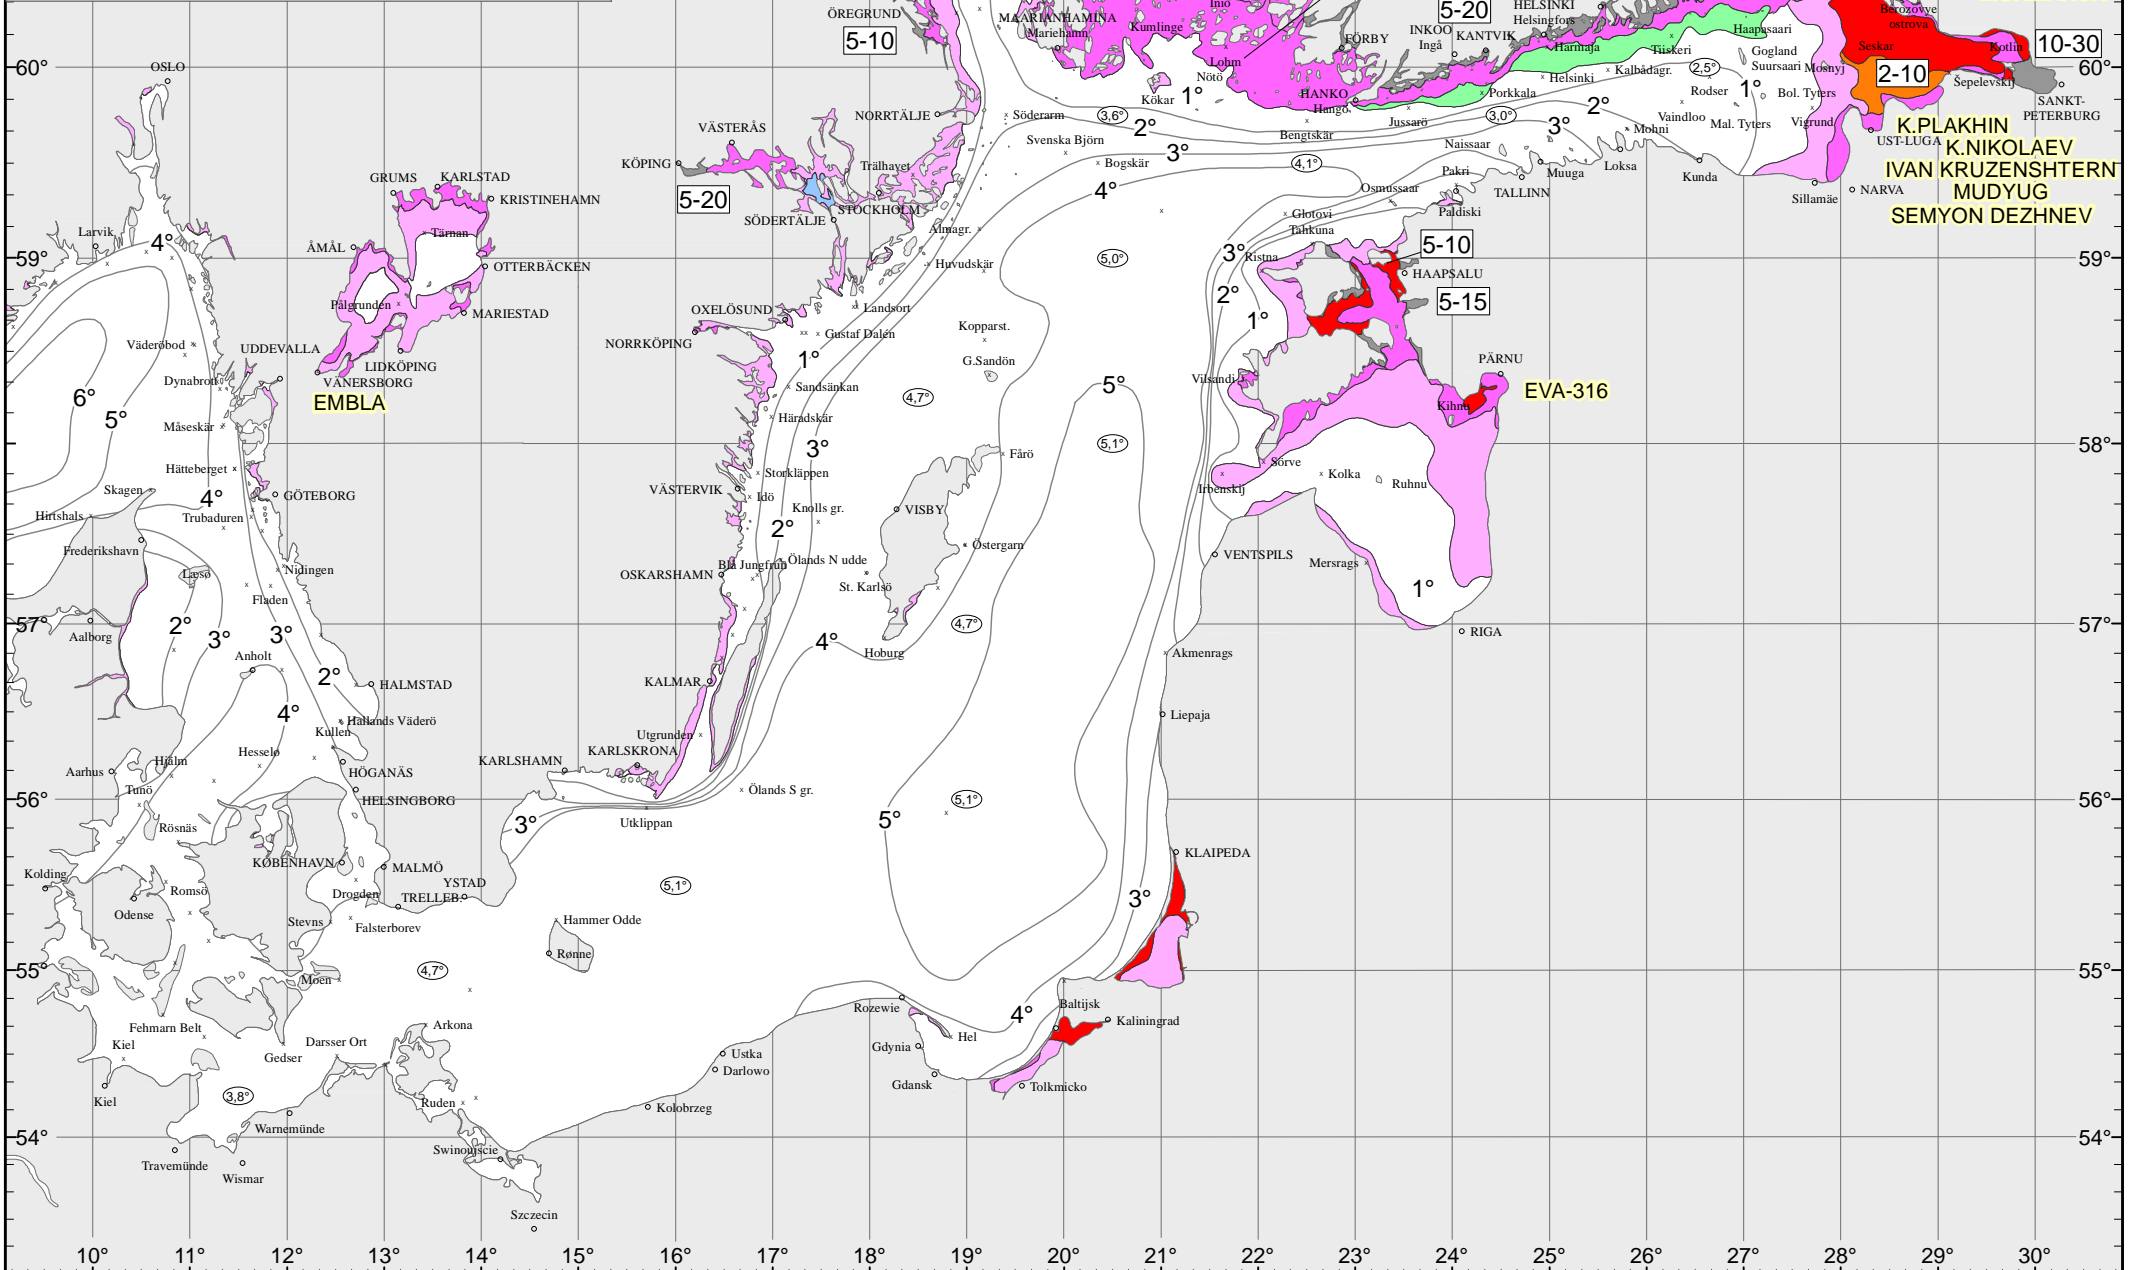 ÖREGRUND
5-10
MAARIANHAMINA
Mariehamn
Kumlinge
Iniö
Lohm
Nötö
Kökar
1°
FÖRBY
HANKO
Hangö
INKOO
Ingå
KANTVIK
5-20
HELSINKI
Helsingfors
Harmaja
Helsinki
Porkkala
Jussarö
Bengtskär
Tiiskeri
Kalbådagr.
Haapasaari
Gogland
Suursaari
Mosnyj
Rodser
2,5°
1°
Bol. Tyters
Vaindloo
Mal. Tyters
Vigrund
Seskar
Berozovye
ostrova
Kotlin
10-30
2-10
Šepelevskij
SANKT-
PETERBURG
60°
60°
K.PLAKHIN
UST-LUGA
K.NIKOLAEV
IVAN KRUZENSHTERN
MUDYUG
SEMYON DEZHNEV
NARVA
Sillamäe
Kunda
Loksa
Mohni
Muuga
TALLINN
Naissaar
Pakri
Paldiski
Osmussaar
2°
3°
3,0°
OSLO
NORRTÄLJE
Söderarm
3,6°
2°
3°
4,1°
4°
Svenska Björn
Bogskär
VÄSTERÅS
KÖPING
5-20
Trälhavet
STOCKHOLM
SÖDERTÄLJE
Almagr.
Huvudskär
Landsort
GRUMS
KARLSTAD
KRISTINEHAMN
Tärnan
ÅMÅL
OTTERBÄCKEN
Pålgrunden
MARIESTAD
LIDKÖPING
VÄNERSBORG
EMBLA
Larvik
4°
59°
59°
5,0°
Glotovi
Tahkuna
Ristna
3°
2°
1°
5-10
HAAPSALU
5-15
OXELÖSUND
NORRKÖPING
Gustaf Dalén
1°
Kopparst.
G.Sandön
Sandsänkan
Häradskär
4,7°
5°
5,1°
3°
Vilsandi
PÄRNU
EVA-316
Kihnu
Väderöbod
UDDEVALLA
Dynabrott
Måseskär
6°
5°
58°
Hätteberget
Skagen
GÖTEBORG
4°
Hirtshals
Trubaduren
Frederikshavn
Fårö
Sörve
Irbenskij
Kolka
Ruhnu
Storkläppen
VÄSTERVIK
Idö
Knolls gr.
VISBY
Östergarn
2°
Ölands N udde
Blå Jungfrun
OSKARSHAMN
St. Karlsö
VENTSPILS
Mersrags
1°
Læsø
Nidingen
Fladen
57°
57°
Aalborg
2°
3°
3°
Anholt
2°
4°
HALMSTAD
Hallands Väderö
Kullen
4°
4,7°
Hoburg
KALMAR
RIGA
Akmenrags
Liepaja
Utgrunden
KARLSKRONA
KARLSHAMN
Hesselø
Hjälm
Aarhus
Tunö
HÖGANÄS
HELSINGBORG
56°
56°
Ölands S gr.
Utklippan
3°
5,1°
5°
Rösnäs
KØBENHAVN
MALMÖ
Kolding
Romsö
Odense
Drogden
YSTAD
TRELLEB.
Stevns
Falsterborev
5,1°
KLAIPEDA
3°
Hammer Odde
Rønne
55°
55°
Moen
4,7°
Fehmarn Belt
Kiel
Gedser
Darsser Ort
Arkona
Rozewie
Hel
4°
Baltijsk
Kaliningrad
Gdynia
Gdansk
Tolkmicko
Ustka
Darlowo
Kolobrzeg
3,8°
Kiel
Ruden
Warnemünde
54°
54°
Travemünde
Wismar
Swinoujscie
Szczecin
10°
11°
12°
13°
14°
15°
16°
17°
18°
19°
20°
21°
22°
23°
24°
25°
26°
27°
28°
29°
30°